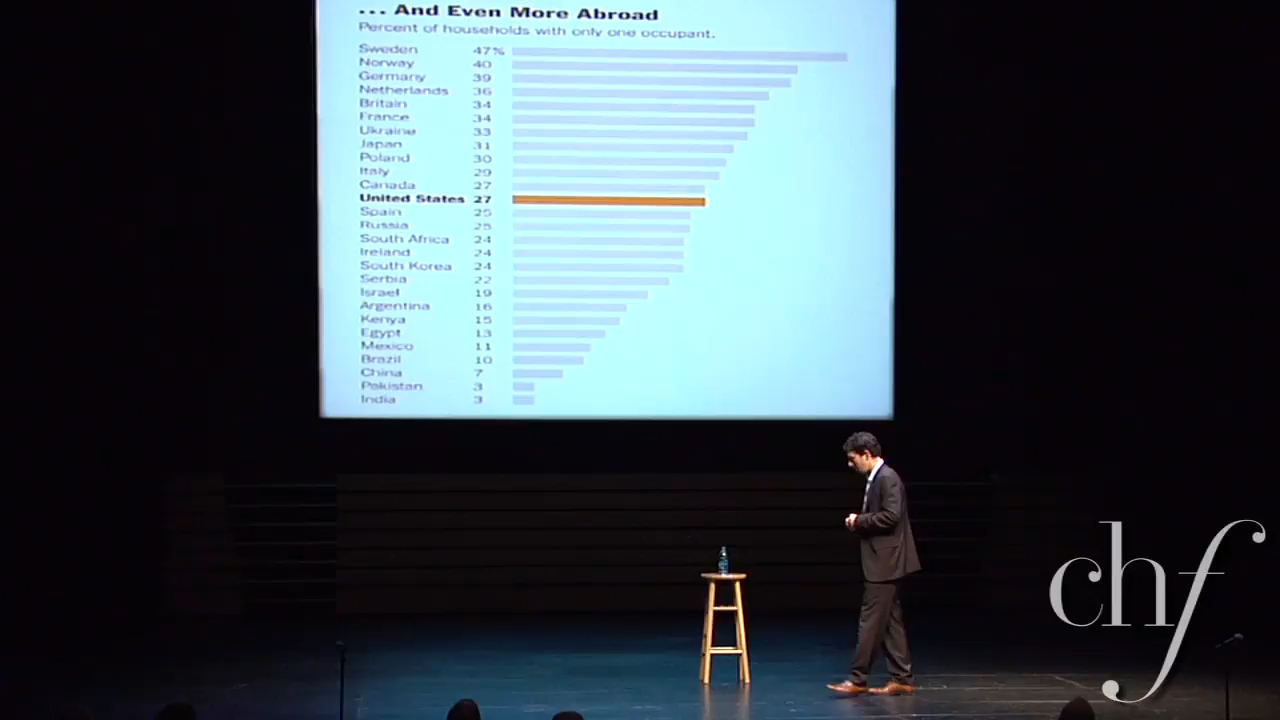 ... And Even More Abroad
Percent of households with only one occupant.
Sweden 47%
Norway 40
Germany 39
Netherlands 36
Britain 34
France 34
Ukraine 33
Japan 31
Poland 30
Italy 29
Canada 27
United States 27
Spain 25
Russia 25
South Africa 24
Ireland 24
South Korea 24
Serbia 22
Israel 19
Argentina 16
Kenya 15
Egypt 13
Mexico 11
Brazil 10
China 7
Pakistan 3
India 3
chf